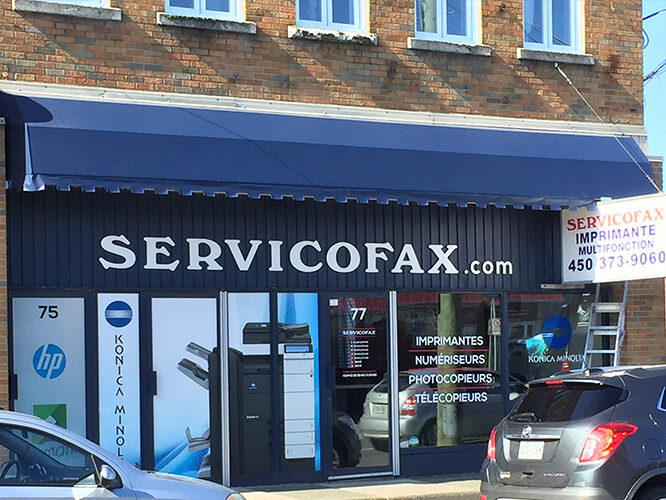 SERVICOFAX.com
SERVICOFAX
IMPRIMANTE
MULTIFONCTION
450 373-9060
75
hp
KONICA MINOL
77
SERVICOFAX
IMPRIMANTES
NUMÉRISEURS
PHOTOCOPIEURS
TÉLÉCOPIEURS
KONICA MINOLTA